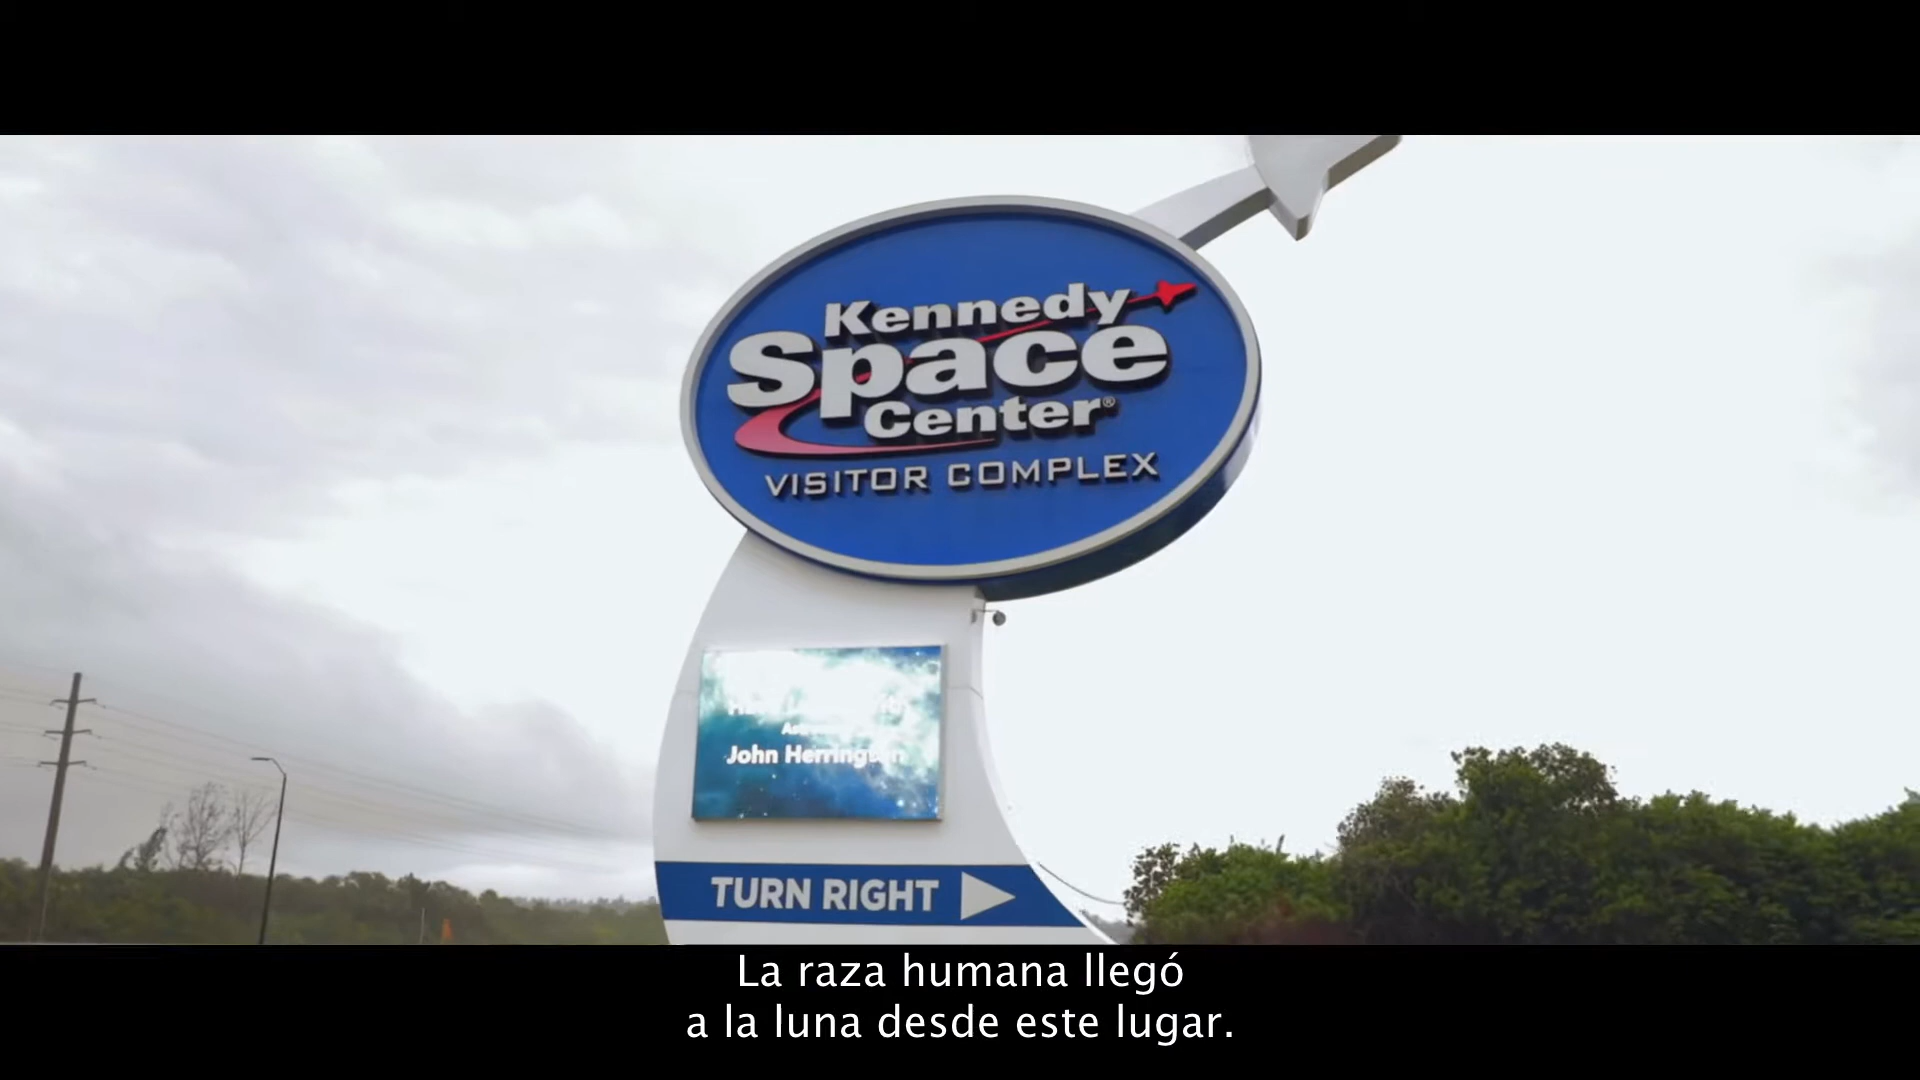 Kennedy
Space
Center®
VISITOR COMPLEX
John Herrington
TURN RIGHT
La raza humana llegó
a la luna desde este lugar.